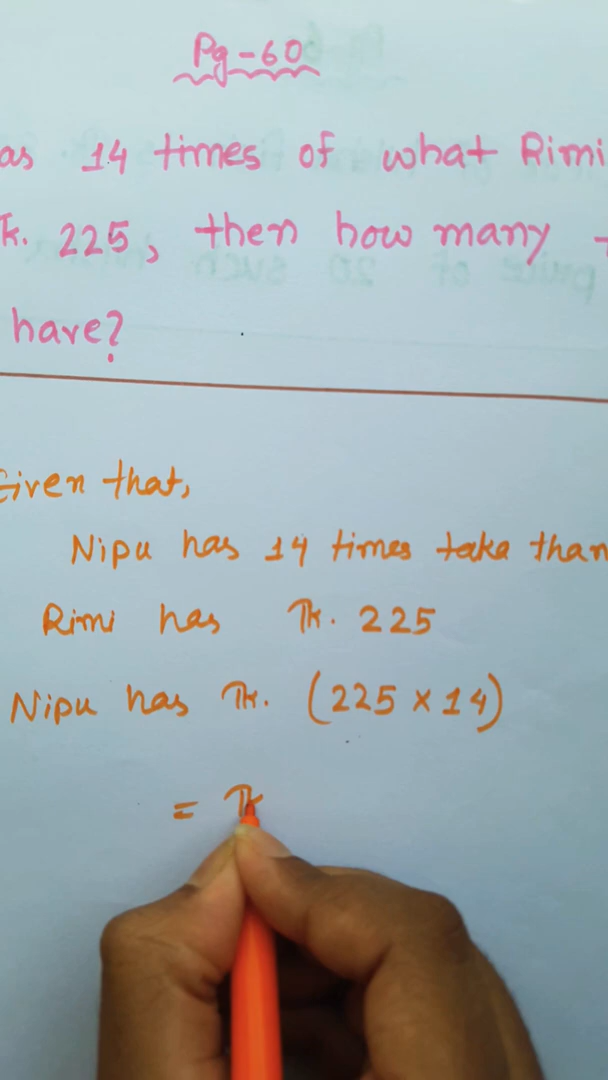 Pg-60
as 14 times of what Rimi
Tk. 225, then how many
have?
Given that,
Nipu has 14 times taka than
Rimi has Tk. 225
Nipu has Tk. (225 × 14)
= Tk